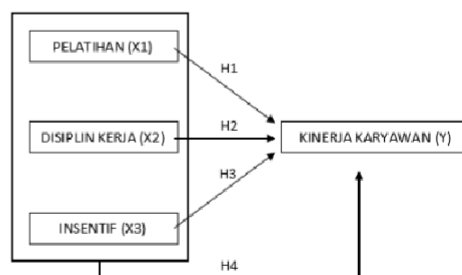 PELATIHAN (X1)
H1
DISIPLIN KERJA (X2)
H2
KINERJA KARYAWAN (Y)
H3
INSENTIF (X3)
H4